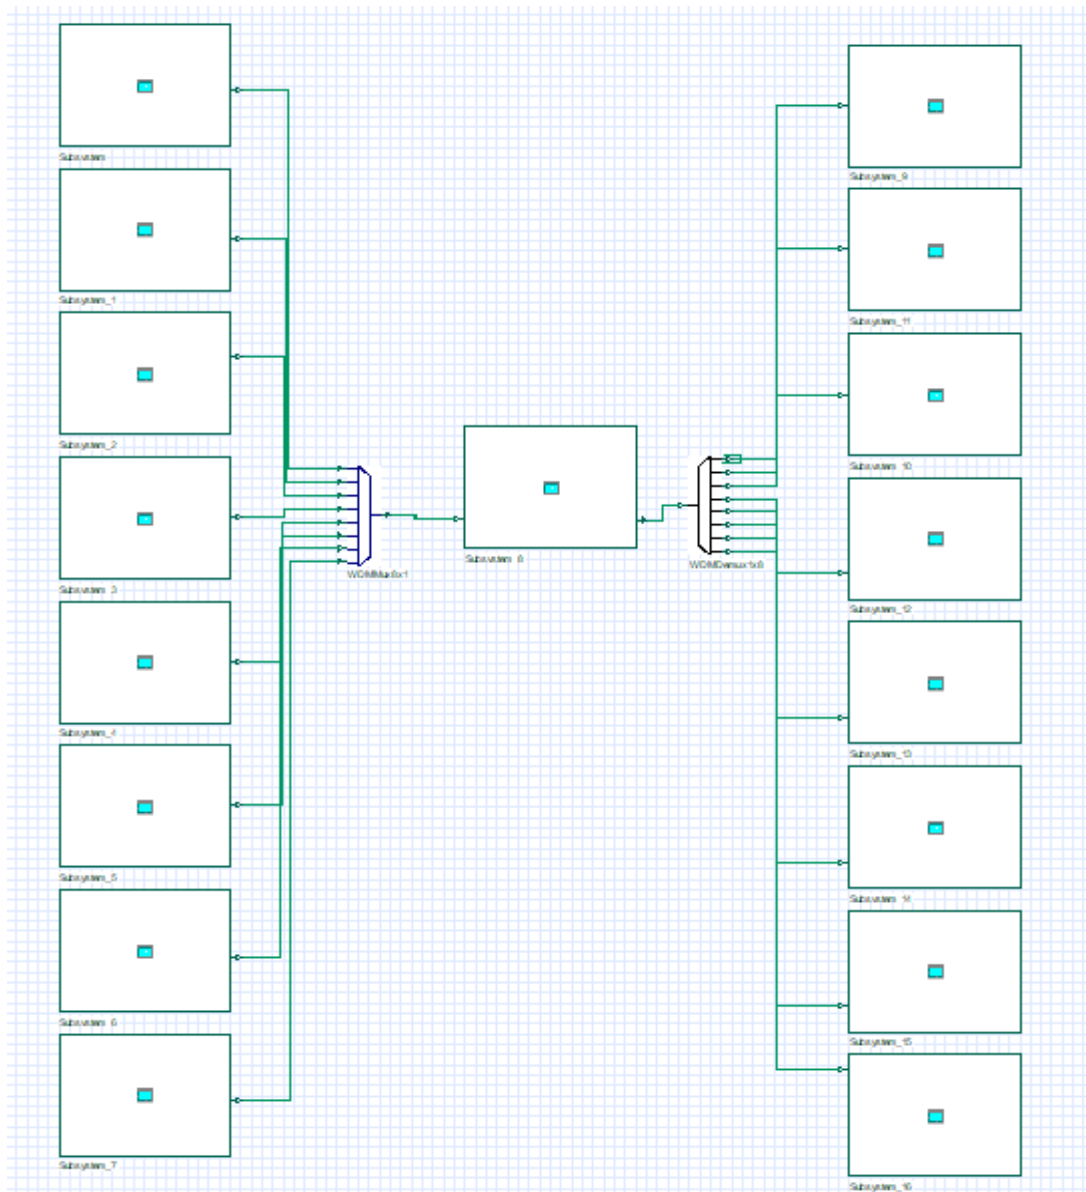 Subsystem
Subsystem_1
Subsystem_2
Subsystem_3
Subsystem_4
Subsystem_5
Subsystem_6
Subsystem_7
WDMMux8x1
Subsystem_8
WDMDemux1x8
Subsystem_9
Subsystem_11
Subsystem_10
Subsystem_12
Subsystem_13
Subsystem_14
Subsystem_15
Subsystem_16